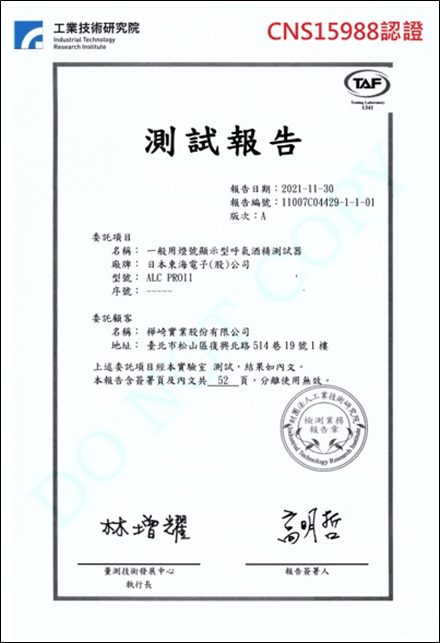 工業技術研究院
Industrial Technology
Research Institute
CNS15988認證
TAF
Testing Laboratory
1341
測試報告
報告日期：2021-11-30
報告編號：11007C04429-1-1-01
版次：A
委託項目
名稱： 一般用燈號顯示型呼氣酒精測試器
廠牌： 日本東海電子(股)公司
型號： ALC PROII
序號： -----
委託顧客
名稱： 樺崎實業股份有限公司
地址： 臺北市松山區復興北路514巷19號1樓
上述委託項目經本實驗室 測試，結果如內文。
本報告含簽署頁及內文共 52 頁，分離使用無效。
財團法人工業技術研究院
檢測業務
報告章
Industrial Technology Research Institute
DO NOT COPY
林增耀
高明哲
量測技術發展中心
執行長
報告簽署人